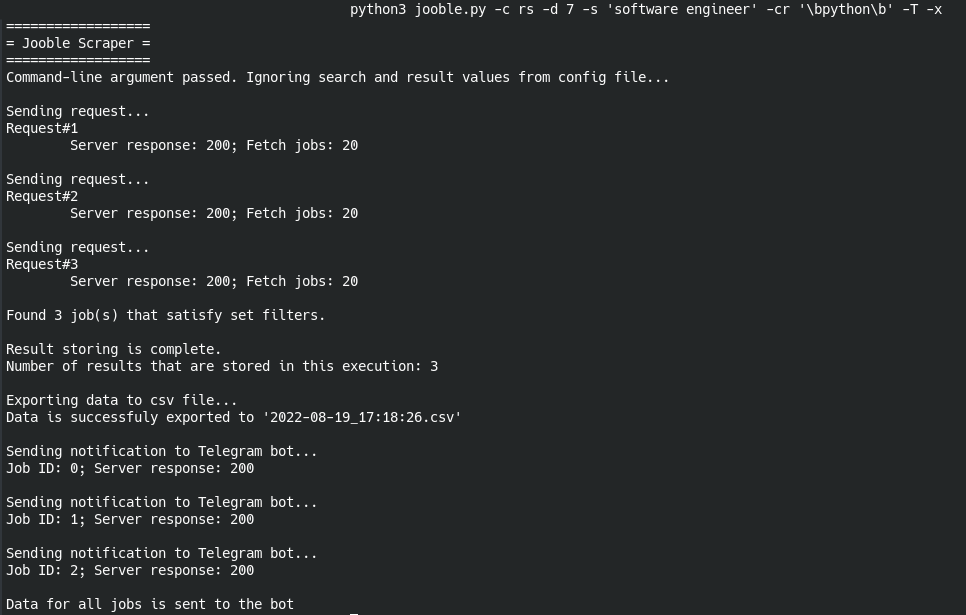 python3 jooble.py -c rs -d 7 -s 'software engineer' -cr '\bpython\b' -T -x
==================
= Jooble Scraper =
==================
Command-line argument passed. Ignoring search and result values from config file...
Sending request...
Request#1
Server response: 200; Fetch jobs: 20
Sending request...
Request#2
Server response: 200; Fetch jobs: 20
Sending request...
Request#3
Server response: 200; Fetch jobs: 20
Found 3 job(s) that satisfy set filters.
Result storing is complete.
Number of results that are stored in this execution: 3
Exporting data to csv file...
Data is successfuly exported to '2022-08-19_17:18:26.csv'
Sending notification to Telegram bot...
Job ID: 0; Server response: 200
Sending notification to Telegram bot...
Job ID: 1; Server response: 200
Sending notification to Telegram bot...
Job ID: 2; Server response: 200
Data for all jobs is sent to the bot